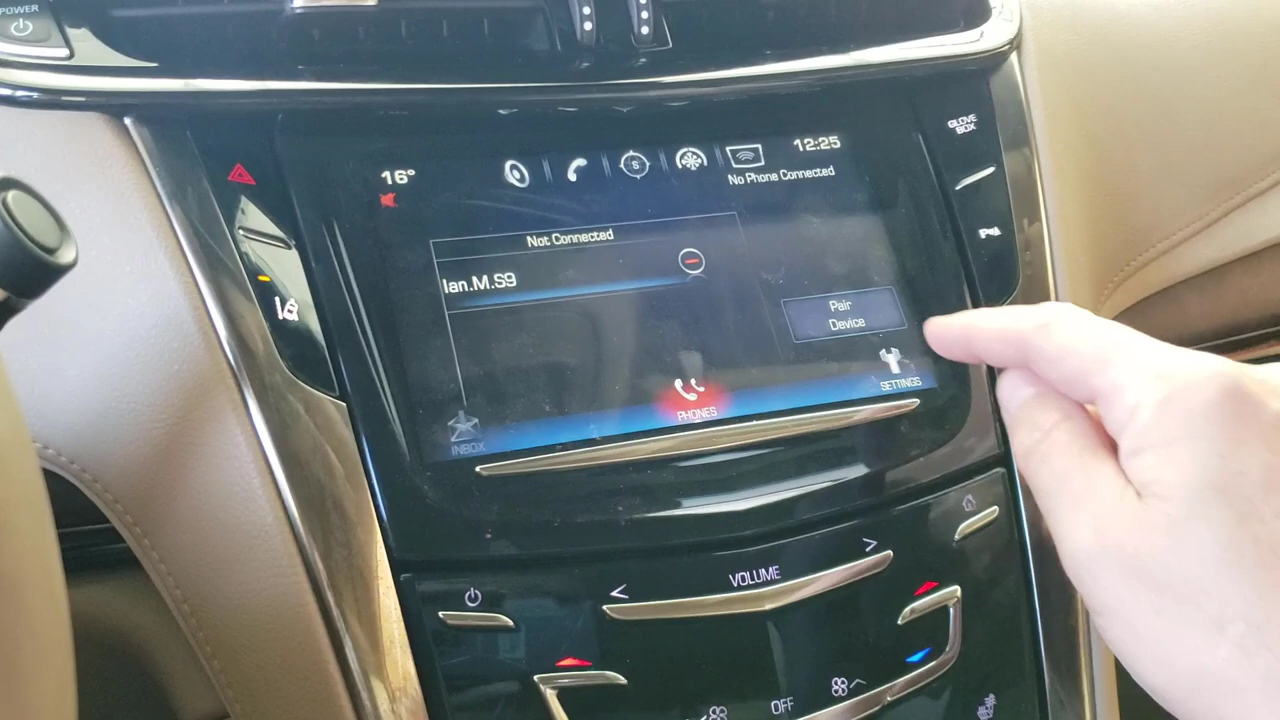 POWER
GLOVE
BOX
16°
S
12:25
No Phone Connected
Not Connected
Ian.M.S9
Pair
Device
INBOX
PHONES
SETTINGS
< VOLUME >
OFF